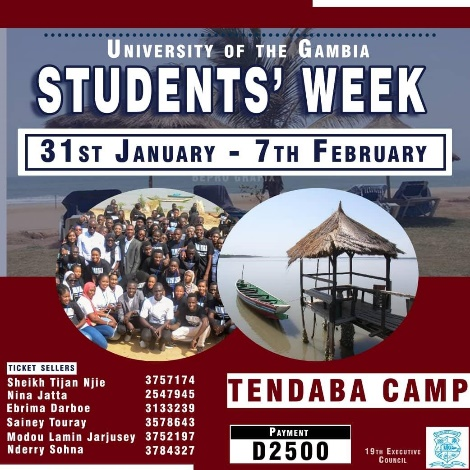 UNIVERSITY OF THE GAMBIA
STUDENTS' WEEK
31ST JANUARY - 7TH FEBRUARY
TICKET SELLERS
Sheikh Tijan Njie 3757174
Nina Jatta 2547945
Ebrima Darboe 3133239
Sainey Touray 3578643
Modou Lamin Jarjusey 3752197
Nderry Sohna 3784327
TENDABA CAMP
PAYMENT
D2500
19TH EXECUTIVE
COUNCIL